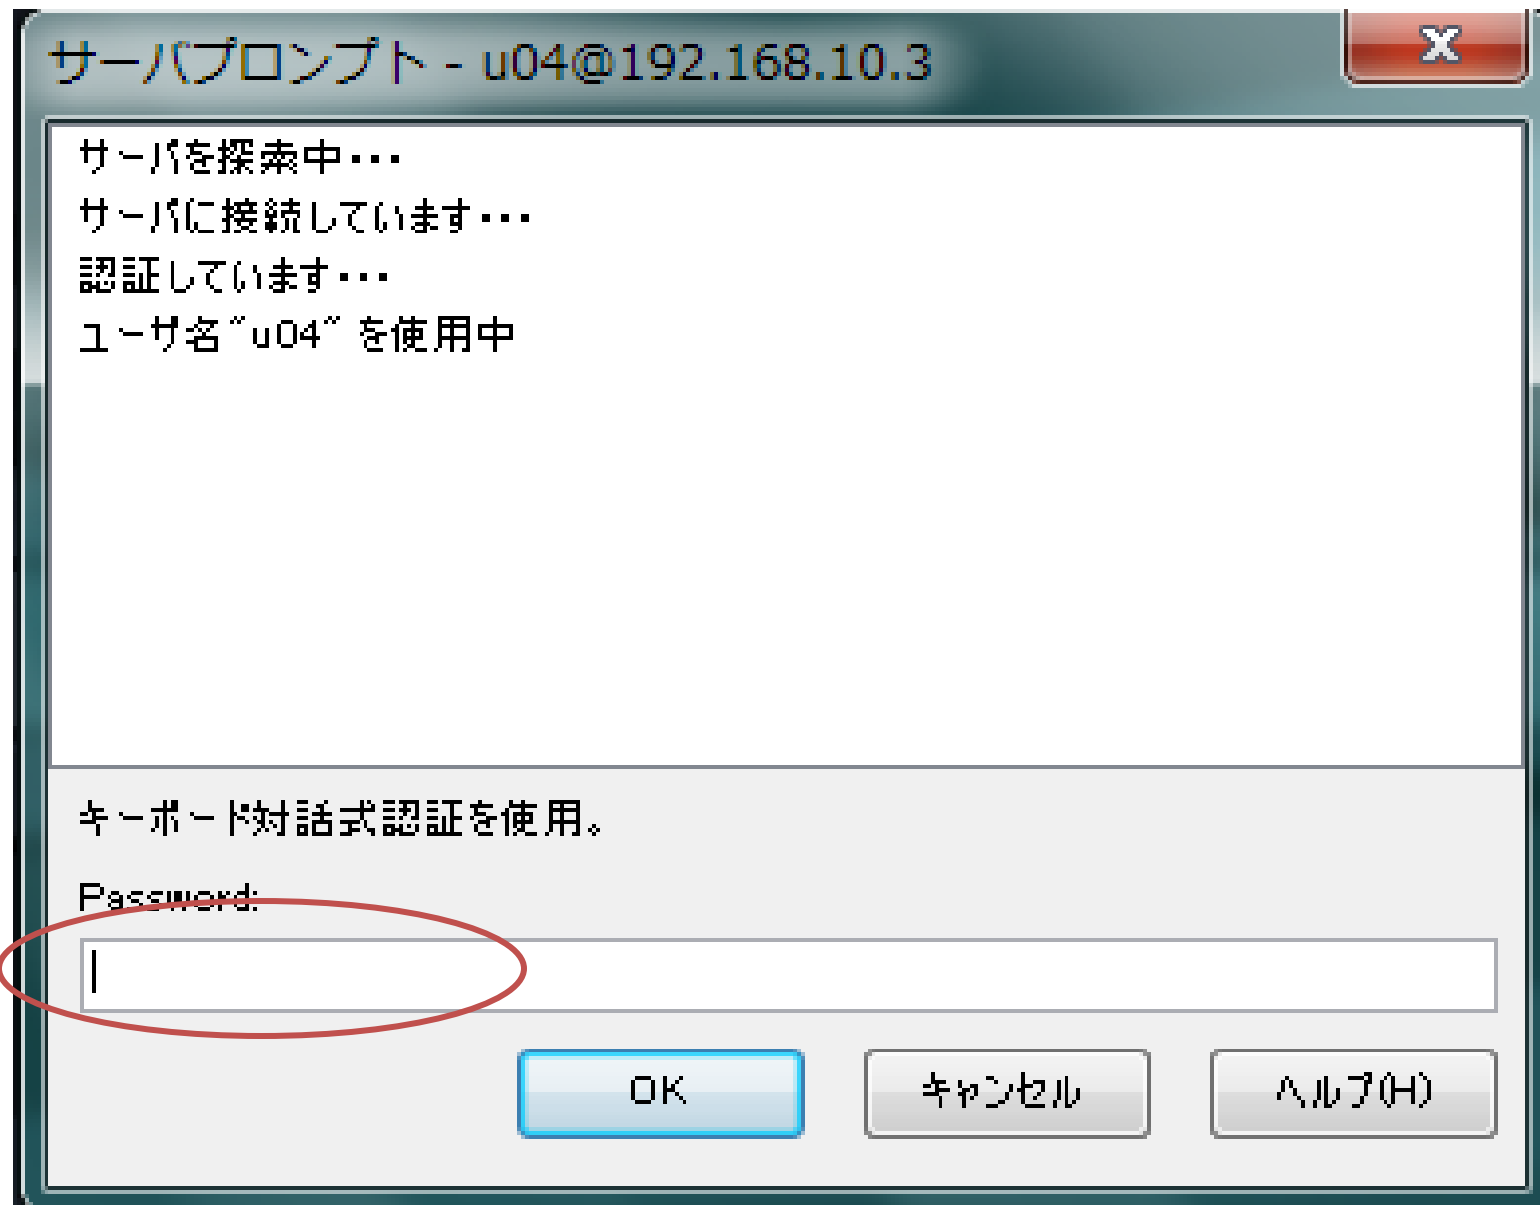 サーバプロンプト - u04@192.168.10.3
サーバを探索中･･･
サーバに接続しています･･･
認証しています･･･
ユーザ名"u04" を使用中
キーボード対話式認証を使用。
Password:
OK
キャンセル
ヘルプ(H)